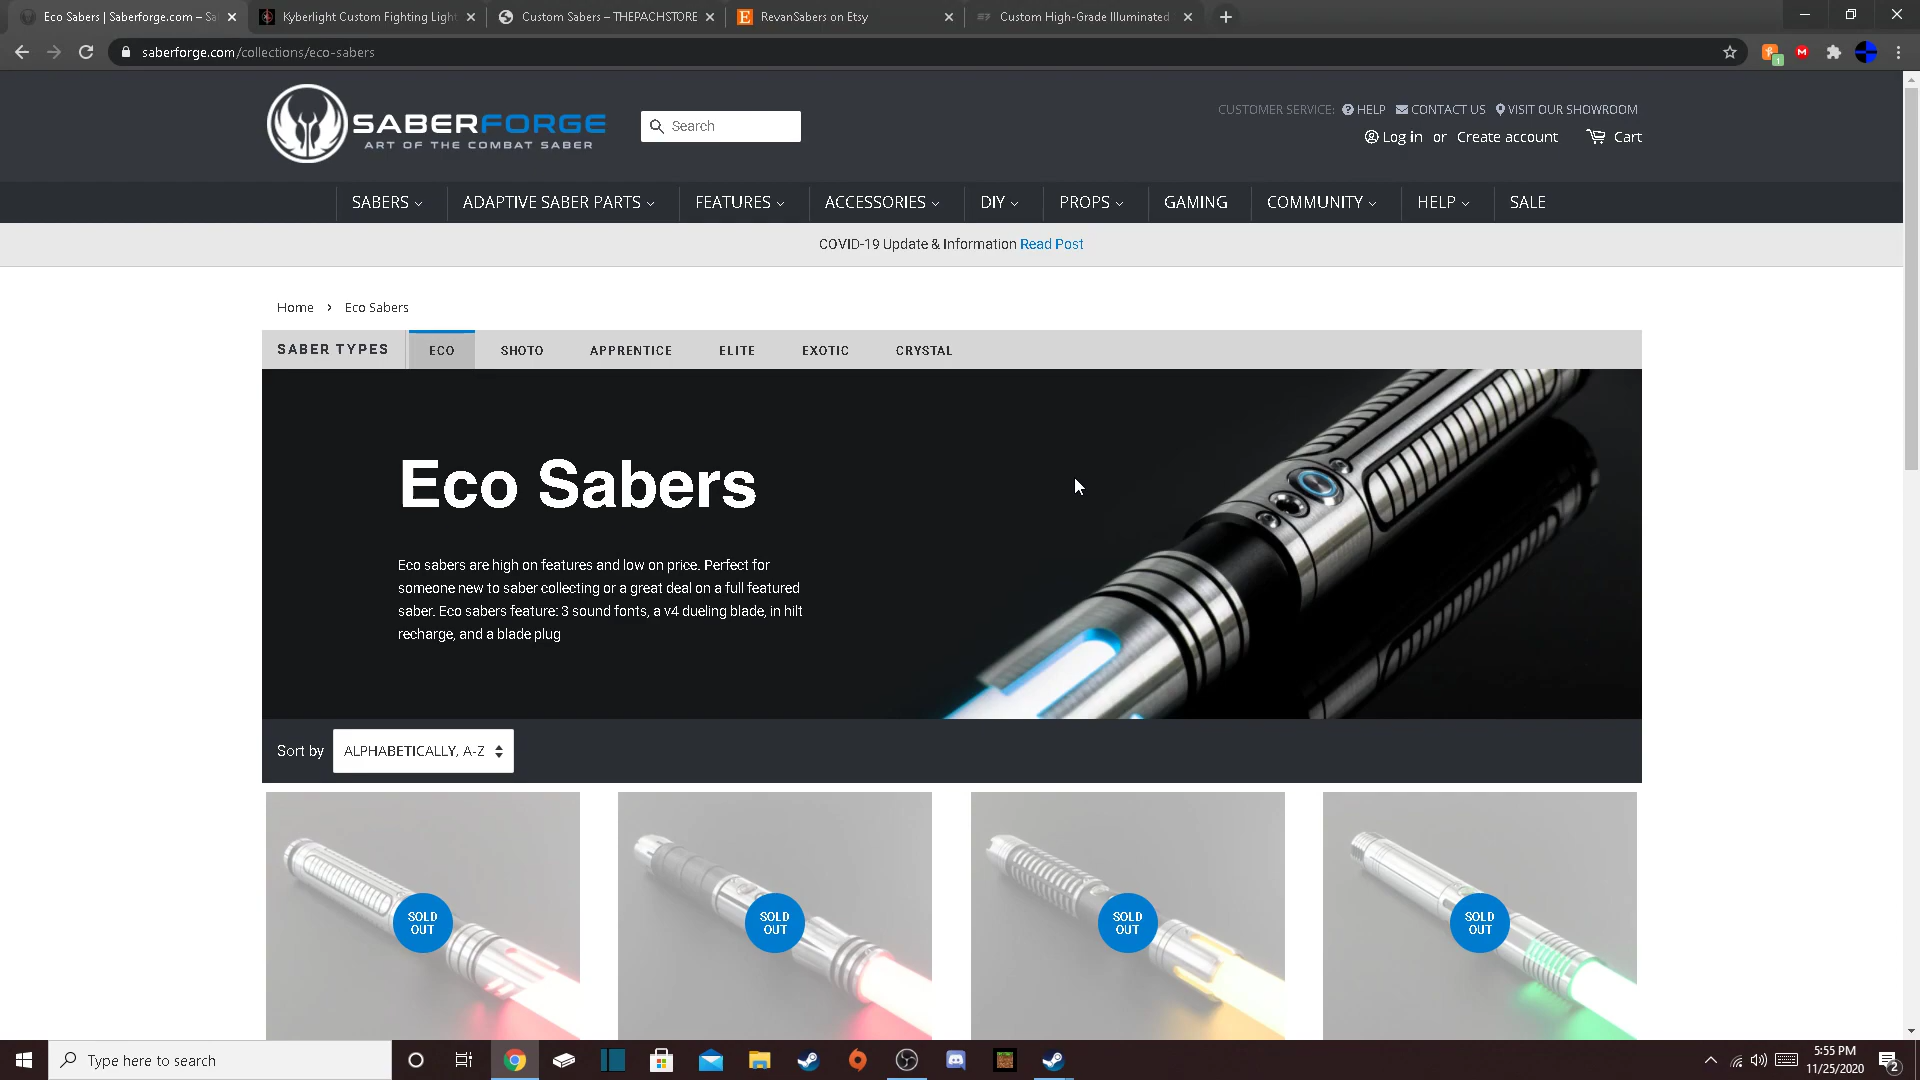 Eco Sabers | Saberforge.com – Sa
Kyberlight Custom Fighting Light
Custom Sabers – THEPACHSTORE
RevanSabers on Etsy
Custom High-Grade Illuminated
saberforge.com/collections/eco-sabers
SABERFORGE
ART OF THE COMBAT SABER
Search
CUSTOMER SERVICE: HELP CONTACT US VISIT OUR SHOWROOM
Log in or Create account Cart
SABERS ADAPTIVE SABER PARTS FEATURES ACCESSORIES DIY PROPS GAMING COMMUNITY HELP SALE
COVID-19 Update & Information Read Post
Home › Eco Sabers
SABER TYPES ECO SHOTO APPRENTICE ELITE EXOTIC CRYSTAL
Eco Sabers
Eco sabers are high on features and low on price. Perfect for
someone new to saber collecting or a great deal on a full featured
saber. Eco sabers feature: 3 sound fonts, a v4 dueling blade, in hilt
recharge, and a blade plug
Sort by ALPHABETICALLY, A-Z
SOLD
OUT
SOLD
OUT
SOLD
OUT
SOLD
OUT
Type here to search
5:55 PM
11/25/2020
2